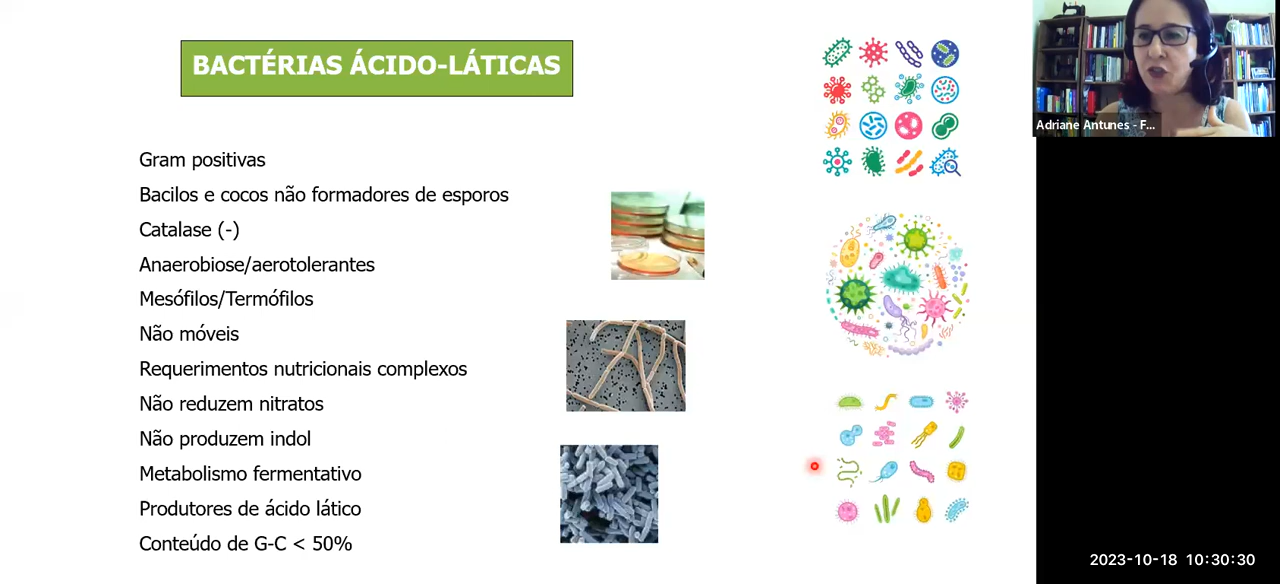 BACTÉRIAS ÁCIDO-LÁTICAS
Gram positivas
Bacilos e cocos não formadores de esporos
Catalase (-)
Anaerobiose/aerotolerantes
Mesófilos/Termófilos
Não móveis
Requerimentos nutricionais complexos
Não reduzem nitratos
Não produzem indol
Metabolismo fermentativo
Produtores de ácido lático
Conteúdo de G-C < 50%
Adriane Antunes - F...
2023-10-18 10:30:30